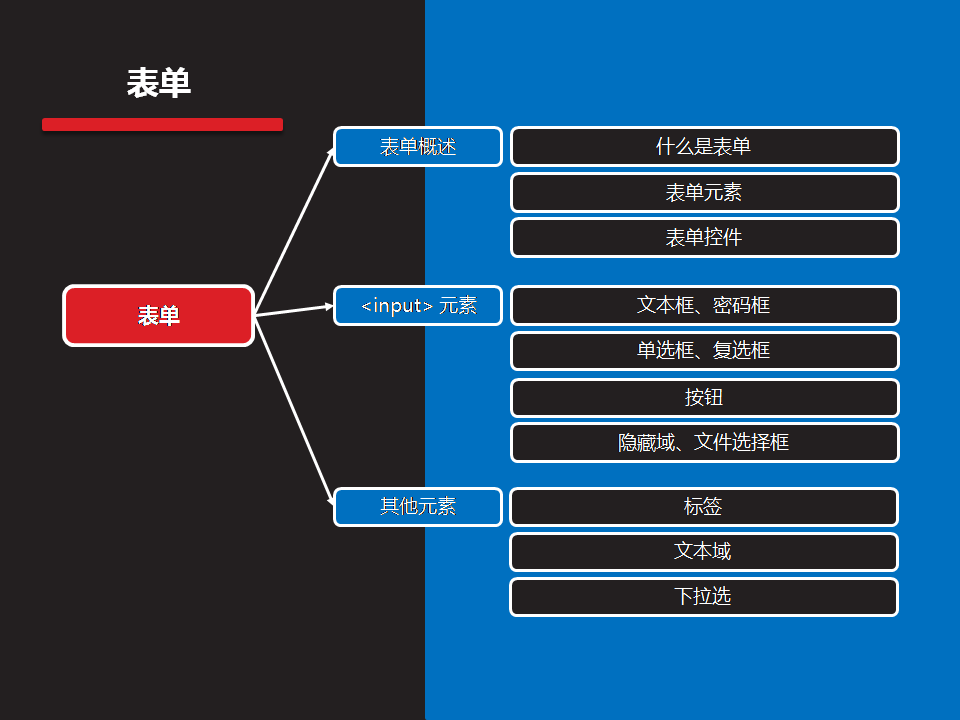 表单
表单
表单概述
什么是表单
表单元素
表单控件
<input> 元素
文本框、密码框
单选框、复选框
按钮
隐藏域、文件选择框
其他元素
标签
文本域
下拉选